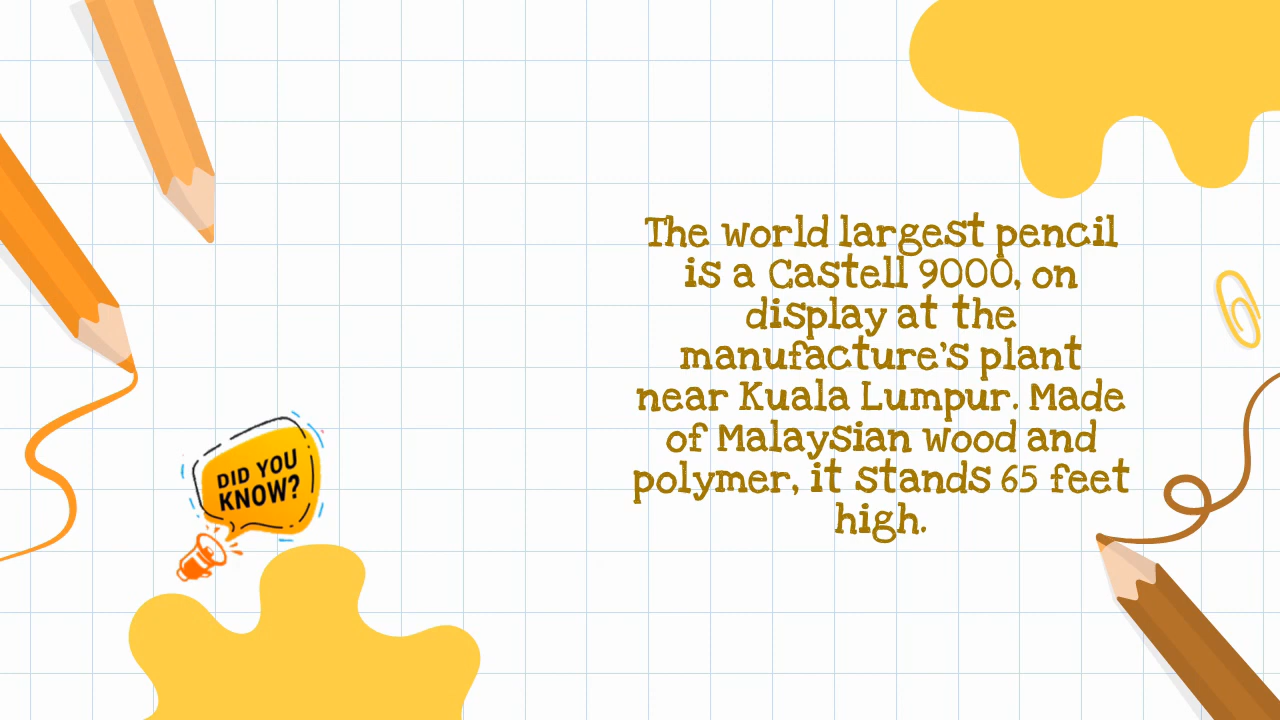 The world largest pencil
is a Castell 9000, on
display at the
manufacture's plant
near Kuala Lumpur. Made
of Malaysian wood and
polymer, it stands 65 feet
high.
DID YOU
KNOW?